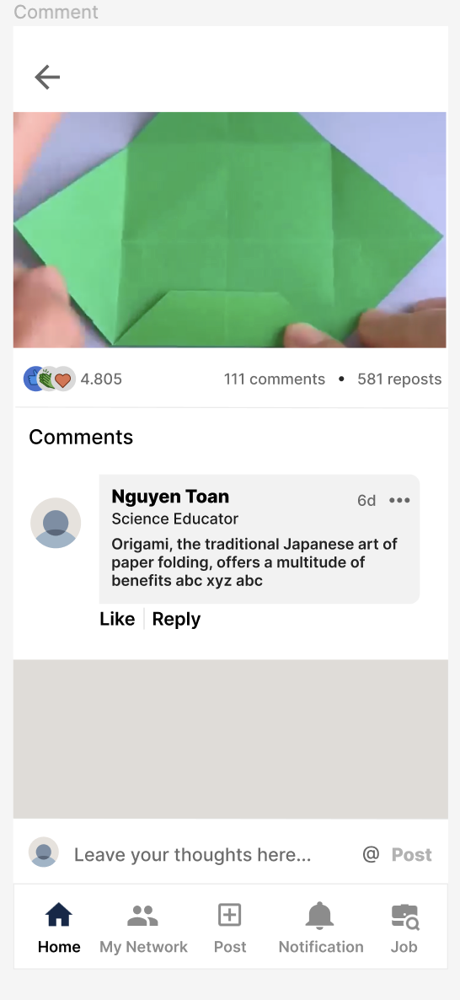 Comment
4.805 111 comments • 581 reposts
Comments
Nguyen Toan 6d •••
Science Educator
Origami, the traditional Japanese art of
paper folding, offers a multitude of
benefits abc xyz abc
Like Reply
Leave your thoughts here... @ Post
Home My Network Post Notification Job